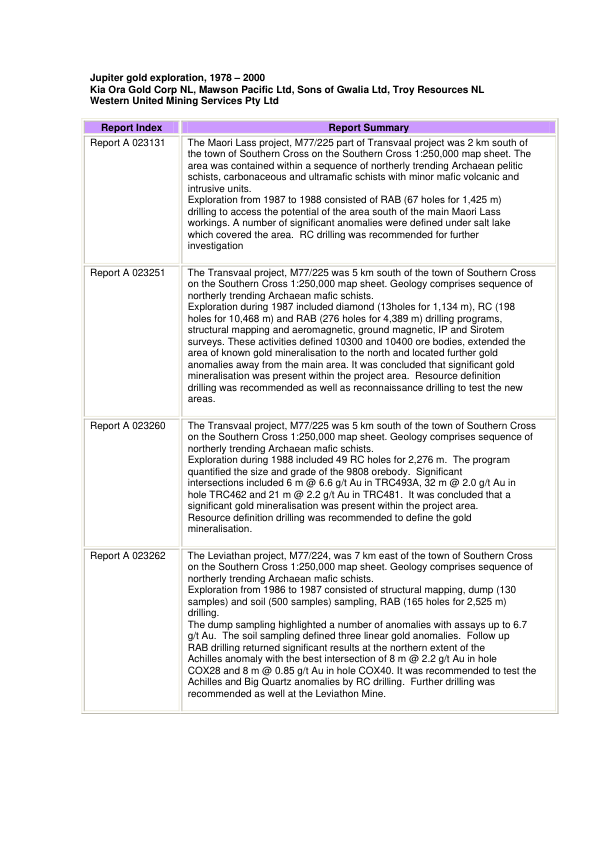 Jupiter gold exploration, 1978 – 2000
Kia Ora Gold Corp NL, Mawson Pacific Ltd, Sons of Gwalia Ltd, Troy Resources NL
Western United Mining Services Pty Ltd
Report Index
Report Summary
Report A 023131
The Maori Lass project, M77/225 part of Transvaal project was 2 km south of
the town of Southern Cross on the Southern Cross 1:250,000 map sheet. The
area was contained within a sequence of northerly trending Archaean pelitic
schists, carbonaceous and ultramafic schists with minor mafic volcanic and
intrusive units.
Exploration from 1987 to 1988 consisted of RAB (67 holes for 1,425 m)
drilling to access the potential of the area south of the main Maori Lass
workings. A number of significant anomalies were defined under salt lake
which covered the area.  RC drilling was recommended for further
investigation
Report A 023251
The Transvaal project, M77/225 was 5 km south of the town of Southern Cross
on the Southern Cross 1:250,000 map sheet. Geology comprises sequence of
northerly trending Archaean mafic schists.
Exploration during 1987 included diamond (13holes for 1,134 m), RC (198
holes for 10,468 m) and RAB (276 holes for 4,389 m) drilling programs,
structural mapping and aeromagnetic, ground magnetic, IP and Sirotem
surveys. These activities defined 10300 and 10400 ore bodies, extended the
area of known gold mineralisation to the north and located further gold
anomalies away from the main area. It was concluded that significant gold
mineralisation was present within the project area.  Resource definition
drilling was recommended as well as reconnaissance drilling to test the new
areas.
Report A 023260
The Transvaal project, M77/225 was 5 km south of the town of Southern Cross
on the Southern Cross 1:250,000 map sheet. Geology comprises sequence of
northerly trending Archaean mafic schists.
Exploration during 1988 included 49 RC holes for 2,276 m.  The program
quantified the size and grade of the 9808 orebody.  Significant
intersections included 6 m @ 6.6 g/t Au in TRC493A, 32 m @ 2.0 g/t Au in
hole TRC462 and 21 m @ 2.2 g/t Au in TRC481.  It was concluded that a
significant gold mineralisation was present within the project area.
Resource definition drilling was recommended to define the gold
mineralisation.
Report A 023262
The Leviathan project, M77/224, was 7 km east of the town of Southern Cross
on the Southern Cross 1:250,000 map sheet. Geology comprises sequence of
northerly trending Archaean mafic schists.
Exploration from 1986 to 1987 consisted of structural mapping, dump (130
samples) and soil (500 samples) sampling, RAB (165 holes for 2,525 m)
drilling.
The dump sampling highlighted a number of anomalies with assays up to 6.7
g/t Au.  The soil sampling defined three linear gold anomalies.  Follow up
RAB drilling returned significant results at the northern extent of the
Achilles anomaly with the best intersection of 8 m @ 2.2 g/t Au in hole
COX28 and 8 m @ 0.85 g/t Au in hole COX40. It was recommended to test the
Achilles and Big Quartz anomalies by RC drilling.  Further drilling was
recommended as well at the Leviathon Mine.